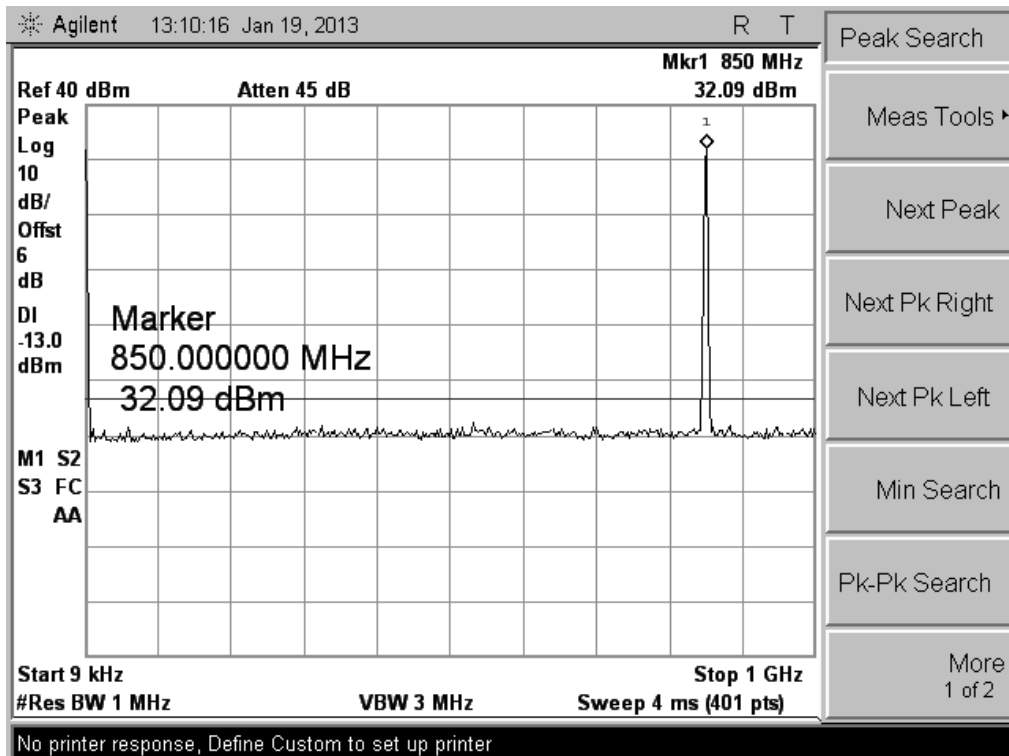 Agilent 13:10:16 Jan 19, 2013 R T
Mkr1 850 MHz
Ref 40 dBm Atten 45 dB 32.09 dBm
Peak
Log
10
dB/
Offst
6
dB
DI
-13.0
dBm
1
Marker
850.000000 MHz
32.09 dBm
M1 S2
S3 FC
AA
Start 9 kHz Stop 1 GHz
#Res BW 1 MHz VBW 3 MHz Sweep 4 ms (401 pts)
Peak Search
Meas Tools
Next Peak
Next Pk Right
Next Pk Left
Min Search
Pk-Pk Search
More
1 of 2
No printer response, Define Custom to set up printer